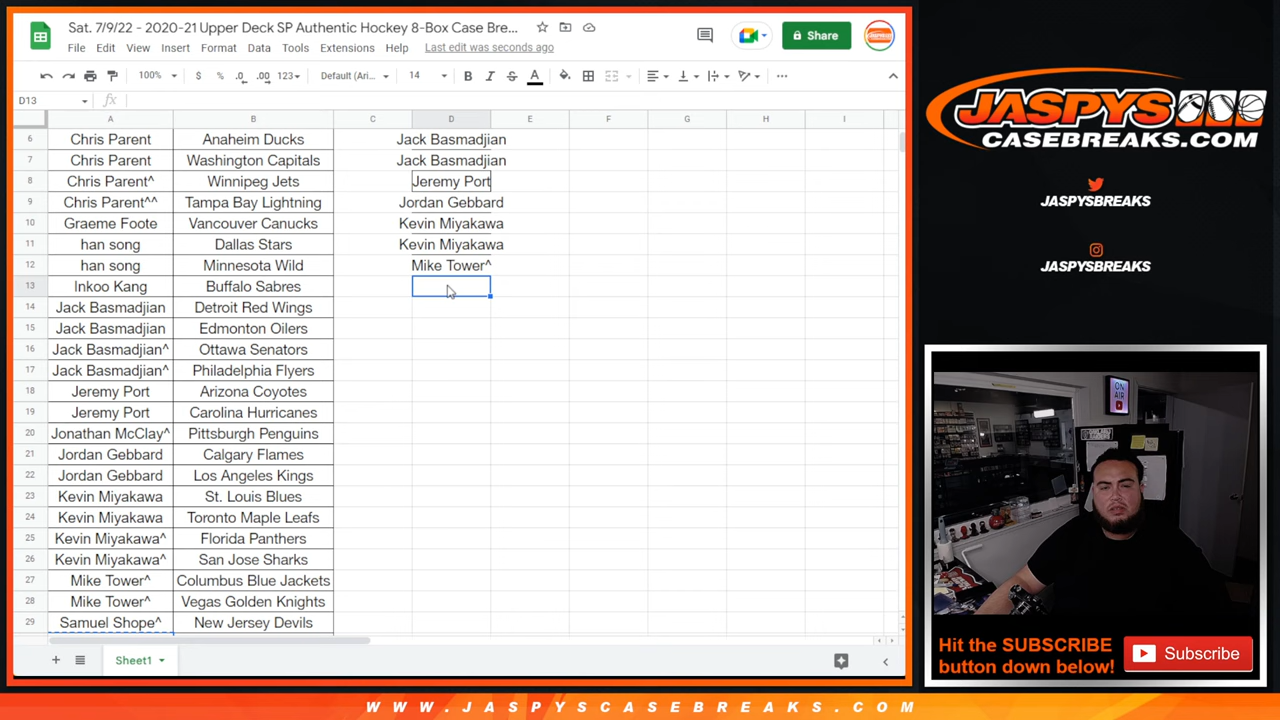 Sat. 7/9/22 - 2020-21 Upper Deck SP Authentic Hockey 8-Box Case Bre...
File Edit View Insert Format Data Tools Extensions Help Last edit was seconds ago
Share
100% $ % .0 .00 123 Default (Ari... 14 B I S A
D13 fx
A B C D E F G H I
6 Chris Parent Anaheim Ducks Jack Basmadjian
7 Chris Parent Washington Capitals Jack Basmadjian
8 Chris Parent^ Winnipeg Jets Jeremy Port
9 Chris Parent^^ Tampa Bay Lightning Jordan Gebbard
10 Graeme Foote Vancouver Canucks Kevin Miyakawa
11 han song Dallas Stars Kevin Miyakawa
12 han song Minnesota Wild Mike Tower^
13 Inkoo Kang Buffalo Sabres
14 Jack Basmadjian Detroit Red Wings
15 Jack Basmadjian Edmonton Oilers
16 Jack Basmadjian^ Ottawa Senators
17 Jack Basmadjian^ Philadelphia Flyers
18 Jeremy Port Arizona Coyotes
19 Jeremy Port Carolina Hurricanes
20 Jonathan McClay^ Pittsburgh Penguins
21 Jordan Gebbard Calgary Flames
22 Jordan Gebbard Los Angeles Kings
23 Kevin Miyakawa St. Louis Blues
24 Kevin Miyakawa Toronto Maple Leafs
25 Kevin Miyakawa^ Florida Panthers
26 Kevin Miyakawa^ San Jose Sharks
27 Mike Tower^ Columbus Blue Jackets
28 Mike Tower^ Vegas Golden Knights
29 Samuel Shope^ New Jersey Devils
Sheet1
JASPYS
CASEBREAKS.COM
JASPYSBREAKS
JASPYSBREAKS
ON AIR
Hit the SUBSCRIBE
button down below!
Subscribe
WWW.JASPYSCASEBREAKS.COM